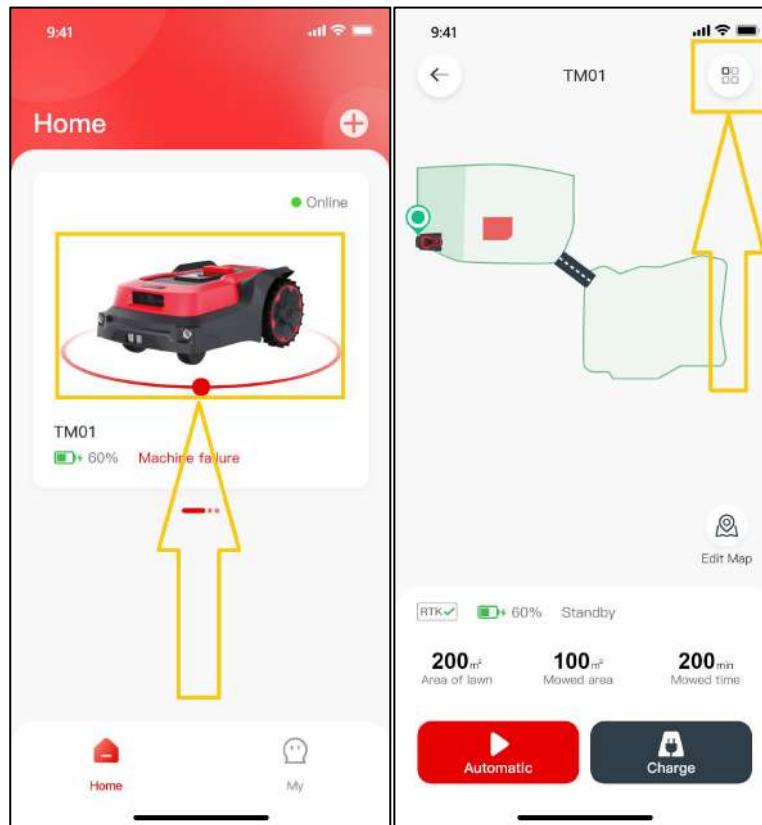 9:41
Home
Online
TM01
60% Machine failure
Home
My
9:41
TM01
Edit Map
RTK 60% Standby
200m² 100m² 200min
Area of lawn Mowed area Mowed time
Automatic
Charge